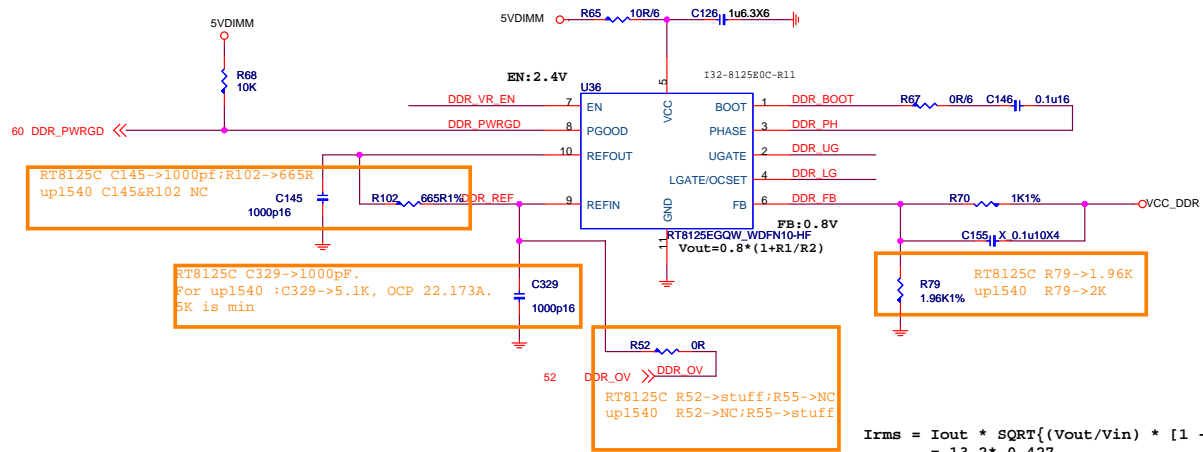 5VDIMM
R68
10K
5VDIMM
R65
10R/6
C126
1u6.3X6
EN:2.4V
I32-8125E0C-R11
U36
5
VCC
DDR_VR_EN
7
EN
60 DDR_PWRGD
DDR_PWRGD
8
PGOOD
10
REFOUT
DDR_REF
9
REFIN
BOOT
1
DDR_BOOT
R67
0R/6
C146
0.1u16
PHASE
3
DDR_PH
UGATE
2
DDR_UG
LGATE/OCSET
4
DDR_LG
FB
6
DDR_FB
R70
1K1%
VCC_DDR
C155
X_0.1u10X4
GND
11
FB:0.8V
RT8125EGQW_WDFN10-HF
Vout=0.8*(1+R1/R2)
RT8125C C145->1000pf;R102->665R
up1540 C145&R102 NC
C145
1000p16
R102
665R1%
RT8125C C329->1000pF.
For up1540 :C329->5.1K, OCP 22.173A.
5K is min
C329
1000p16
RT8125C R79->1.96K
up1540 R79->2K
R79
1.96K1%
R52
0R
52
DDR_OV
DDR_OV
RT8125C R52->stuff;R55->NC
up1540 R52->NC;R55->stuff
Irms = Iout * SQRT{(Vout/Vin) * [1 -
= 13.2* 0.427